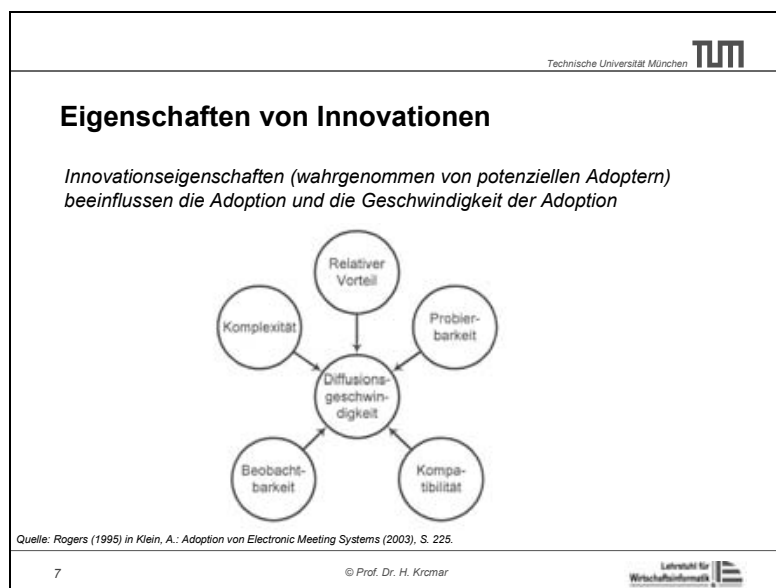 Technische Universität München
TUM
Eigenschaften von Innovationen
Innovationseigenschaften (wahrgenommen von potenziellen Adoptern)
beeinflussen die Adoption und die Geschwindigkeit der Adoption
Relativer
Vorteil
Komplexität
Probier-
barkeit
Diffusions-
geschwin-
digkeit
Beobacht-
barkeit
Kompa-
tibilität
Quelle: Rogers (1995) in Klein, A.: Adoption von Electronic Meeting Systems (2003), S. 225.
7
© Prof. Dr. H. Krcmar
Lehrstuhl für
Wirtschaftsinformatik